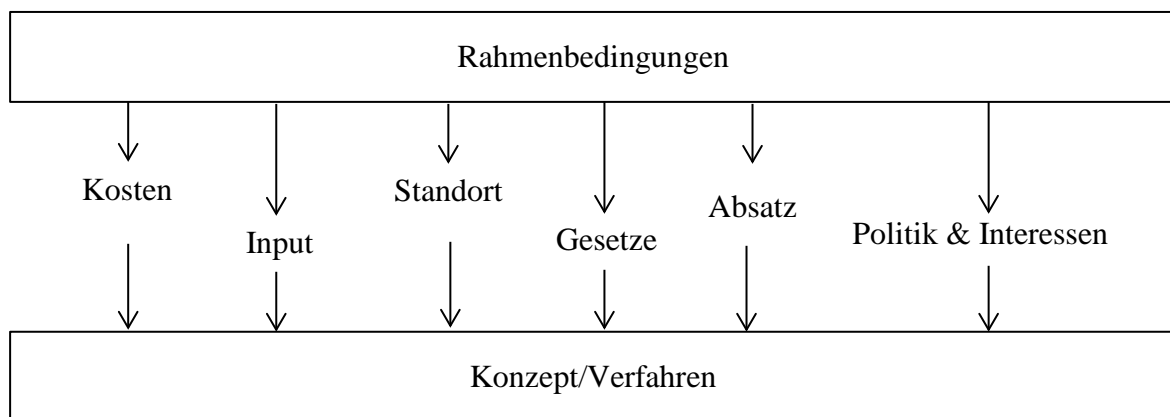 Rahmenbedingungen
Kosten
Input
Standort
Gesetze
Absatz
Politik & Interessen
Konzept/Verfahren